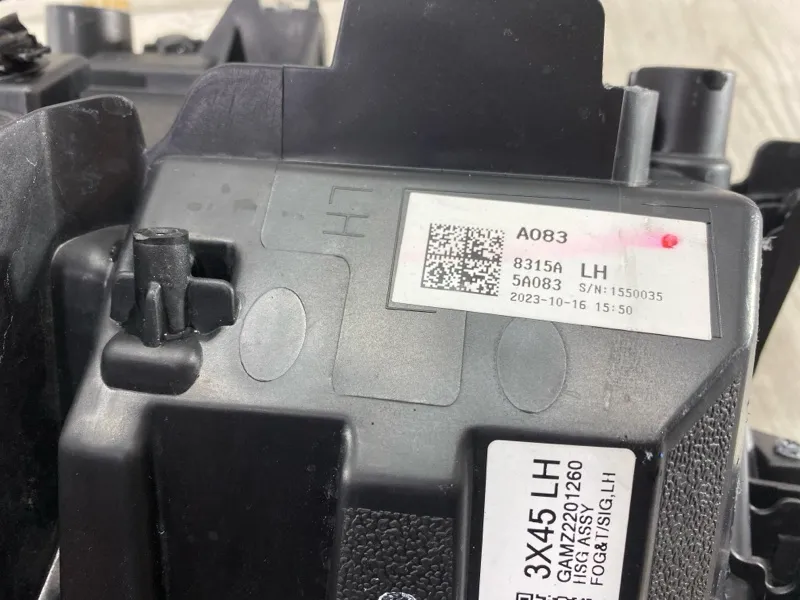 LH
A083
8315A LH
5A083 S/N:1550035
2023-10-16 15:50
3X45 LH
GAMZ2201260
HSG ASSY
FOG&T/SIG,LH